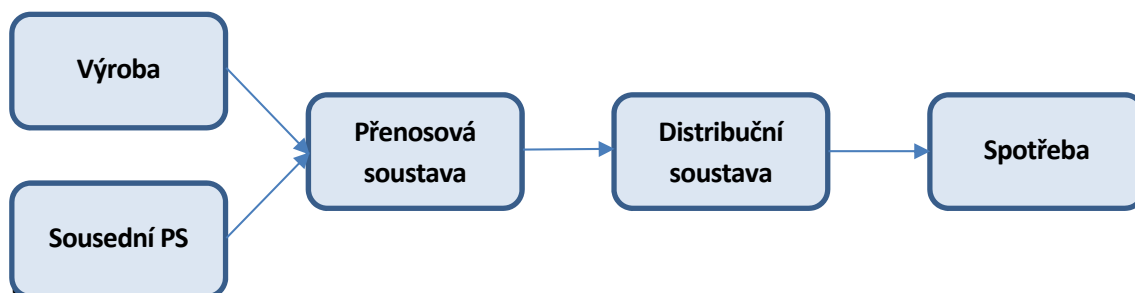 Výroba
Sousední PS
Přenosová
soustava
Distribuční
soustava
Spotřeba